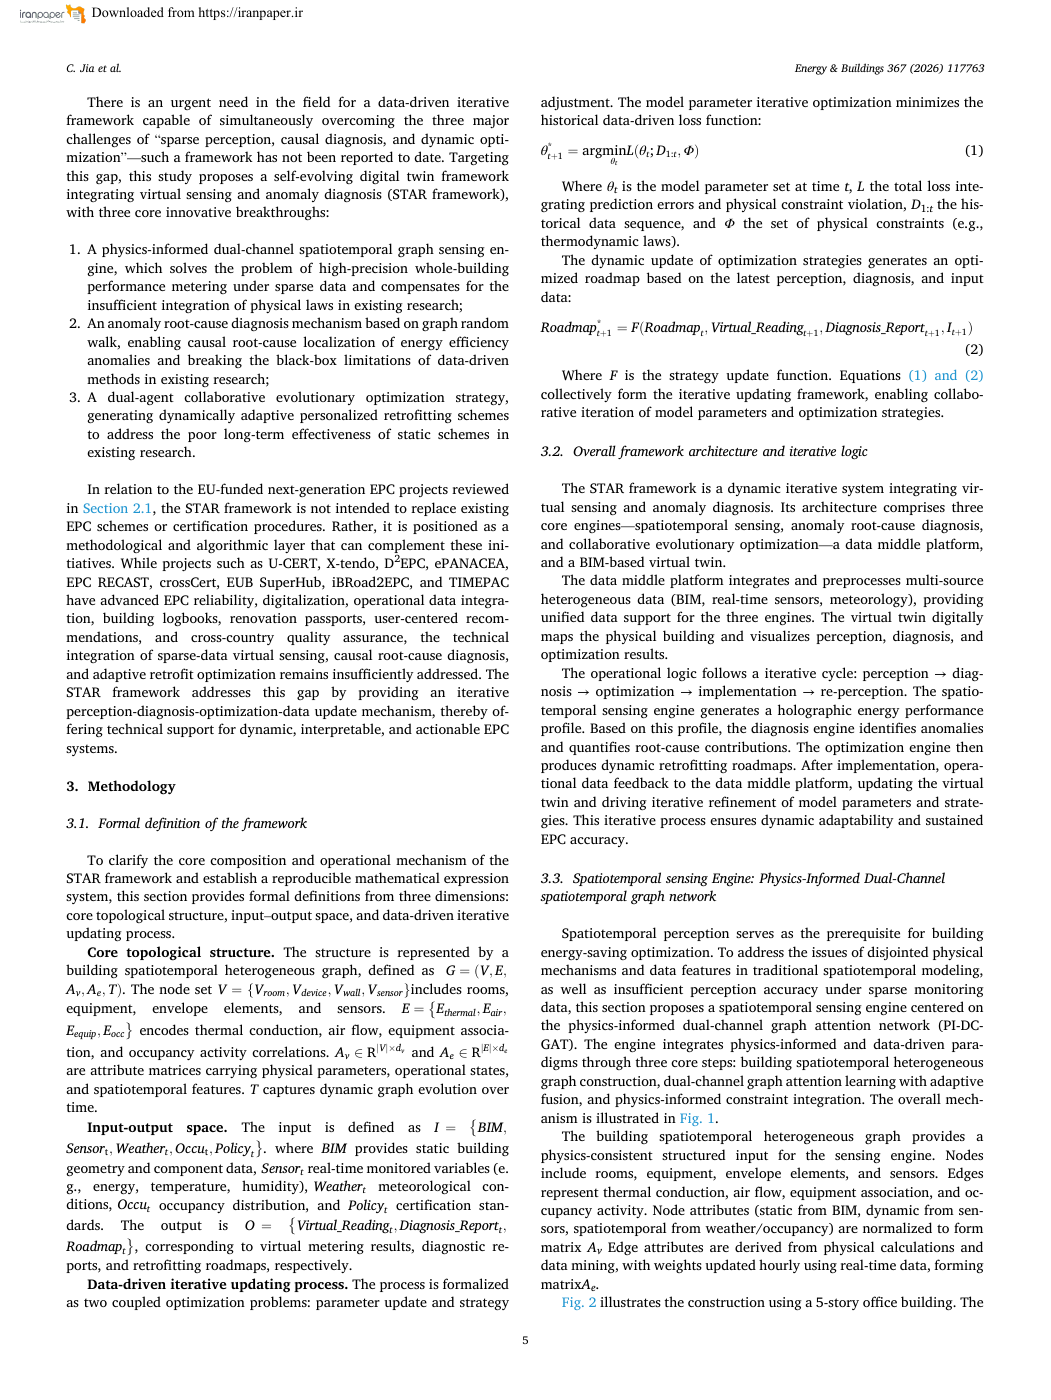 iranpaper Downloaded from https://iranpaper.ir
C. Jia et al.
Energy & Buildings 367 (2026) 117763
There is an urgent need in the field for a data-driven iterative
framework capable of simultaneously overcoming the three major
challenges of “sparse perception, causal diagnosis, and dynamic opti-
mization”—such a framework has not been reported to date. Targeting
this gap, this study proposes a self-evolving digital twin framework
integrating virtual sensing and anomaly diagnosis (STAR framework),
with three core innovative breakthroughs:
1. A physics-informed dual-channel spatiotemporal graph sensing en-
gine, which solves the problem of high-precision whole-building
performance metering under sparse data and compensates for the
insufficient integration of physical laws in existing research;
2. An anomaly root-cause diagnosis mechanism based on graph random
walk, enabling causal root-cause localization of energy efficiency
anomalies and breaking the black-box limitations of data-driven
methods in existing research;
3. A dual-agent collaborative evolutionary optimization strategy,
generating dynamically adaptive personalized retrofitting schemes
to address the poor long-term effectiveness of static schemes in
existing research.
In relation to the EU-funded next-generation EPC projects reviewed
in Section 2.1, the STAR framework is not intended to replace existing
EPC schemes or certification procedures. Rather, it is positioned as a
methodological and algorithmic layer that can complement these ini-
tiatives. While projects such as U-CERT, X-tendo, D²EPC, ePANACEA,
EPC RECAST, crossCert, EUB SuperHub, iBRoad2EPC, and TIMEPAC
have advanced EPC reliability, digitalization, operational data integra-
tion, building logbooks, renovation passports, user-centered recom-
mendations, and cross-country quality assurance, the technical
integration of sparse-data virtual sensing, causal root-cause diagnosis,
and adaptive retrofit optimization remains insufficiently addressed. The
STAR framework addresses this gap by providing an iterative
perception-diagnosis-optimization-data update mechanism, thereby of-
fering technical support for dynamic, interpretable, and actionable EPC
systems.
3. Methodology
3.1. Formal definition of the framework
To clarify the core composition and operational mechanism of the
STAR framework and establish a reproducible mathematical expression
system, this section provides formal definitions from three dimensions:
core topological structure, input–output space, and data-driven iterative
updating process.
Core topological structure. The structure is represented by a
building spatiotemporal heterogeneous graph, defined as G = (V, E,
Aᵥ, Aₑ, T). The node set V = {V_room, V_device, V_wall, V_sensor}includes rooms,
equipment, envelope elements, and sensors. E = {E_thermal, E_air,
E_equip, E_occ} encodes thermal conduction, air flow, equipment associa-
tion, and occupancy activity correlations. Aᵥ ∈ R^{|V|×d_v} and Aₑ ∈ R^{|E|×d_e}
are attribute matrices carrying physical parameters, operational states,
and spatiotemporal features. T captures dynamic graph evolution over
time.
Input-output space. The input is defined as I = {BIM,
Sensor_t, Weather_t, Occu_t, Policy_t}. where BIM provides static building
geometry and component data, Sensor_t real-time monitored variables (e.
g., energy, temperature, humidity), Weather_t meteorological con-
ditions, Occu_t occupancy distribution, and Policy_t certification stan-
dards. The output is O = {Virtual_Reading_t, Diagnosis_Report_t,
Roadmap_t}, corresponding to virtual metering results, diagnostic re-
ports, and retrofitting roadmaps, respectively.
Data-driven iterative updating process. The process is formalized
as two coupled optimization problems: parameter update and strategy
adjustment. The model parameter iterative optimization minimizes the
historical data-driven loss function:
θ*_{t+1} = argmin_{θ_t} L(θ_t; D_{1:t}, Φ) (1)
Where θ_t is the model parameter set at time t, L the total loss inte-
grating prediction errors and physical constraint violation, D_{1:t} the his-
torical data sequence, and Φ the set of physical constraints (e.g.,
thermodynamic laws).
The dynamic update of optimization strategies generates an opti-
mized roadmap based on the latest perception, diagnosis, and input
data:
Roadmap*_{t+1} = F(Roadmap_t, Virtual_Reading_{t+1}, Diagnosis_Report_{t+1}, I_{t+1})
(2)
Where F is the strategy update function. Equations (1) and (2)
collectively form the iterative updating framework, enabling collabo-
rative iteration of model parameters and optimization strategies.
3.2. Overall framework architecture and iterative logic
The STAR framework is a dynamic iterative system integrating vir-
tual sensing and anomaly diagnosis. Its architecture comprises three
core engines—spatiotemporal sensing, anomaly root-cause diagnosis,
and collaborative evolutionary optimization—a data middle platform,
and a BIM-based virtual twin.
The data middle platform integrates and preprocesses multi-source
heterogeneous data (BIM, real-time sensors, meteorology), providing
unified data support for the three engines. The virtual twin digitally
maps the physical building and visualizes perception, diagnosis, and
optimization results.
The operational logic follows a iterative cycle: perception → diag-
nosis → optimization → implementation → re-perception. The spatio-
temporal sensing engine generates a holographic energy performance
profile. Based on this profile, the diagnosis engine identifies anomalies
and quantifies root-cause contributions. The optimization engine then
produces dynamic retrofitting roadmaps. After implementation, opera-
tional data feedback to the data middle platform, updating the virtual
twin and driving iterative refinement of model parameters and strate-
gies. This iterative process ensures dynamic adaptability and sustained
EPC accuracy.
3.3. Spatiotemporal sensing Engine: Physics-Informed Dual-Channel
spatiotemporal graph network
Spatiotemporal perception serves as the prerequisite for building
energy-saving optimization. To address the issues of disjointed physical
mechanisms and data features in traditional spatiotemporal modeling,
as well as insufficient perception accuracy under sparse monitoring
data, this section proposes a spatiotemporal sensing engine centered on
the physics-informed dual-channel graph attention network (PI-DC-
GAT). The engine integrates physics-informed and data-driven para-
digms through three core steps: building spatiotemporal heterogeneous
graph construction, dual-channel graph attention learning with adaptive
fusion, and physics-informed constraint integration. The overall mech-
anism is illustrated in Fig. 1.
The building spatiotemporal heterogeneous graph provides a
physics-consistent structured input for the sensing engine. Nodes
include rooms, equipment, envelope elements, and sensors. Edges
represent thermal conduction, air flow, equipment association, and oc-
cupancy activity. Node attributes (static from BIM, dynamic from sen-
sors, spatiotemporal from weather/occupancy) are normalized to form
matrix Aᵥ Edge attributes are derived from physical calculations and
data mining, with weights updated hourly using real-time data, forming
matrixAₑ.
Fig. 2 illustrates the construction using a 5-story office building. The
5